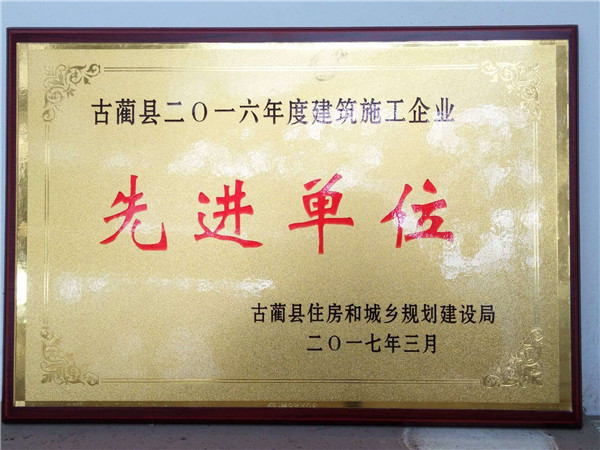 古蔺县二〇一六年度建筑施工企业
先进单位
古蔺县住房和城乡规划建设局
二〇一七年三月